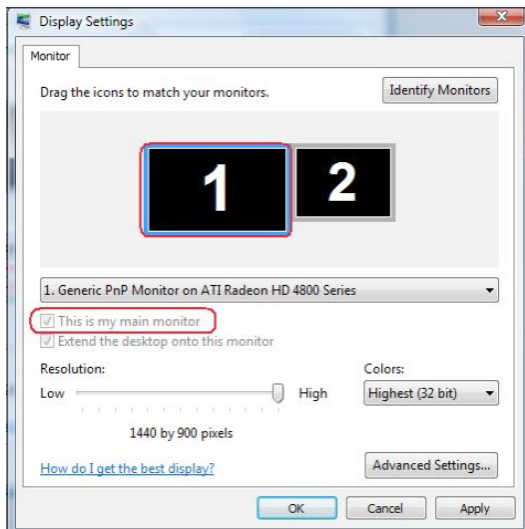 Display Settings
Monitor
Drag the icons to match your monitors.
Identify Monitors
1
2
1. Generic PnP Monitor on ATI Radeon HD 4800 Series
This is my main monitor
Extend the desktop onto this monitor
Resolution:
Colors:
Low
High
Highest (32 bit)
1440 by 900 pixels
How do I get the best display?
Advanced Settings...
OK
Cancel
Apply